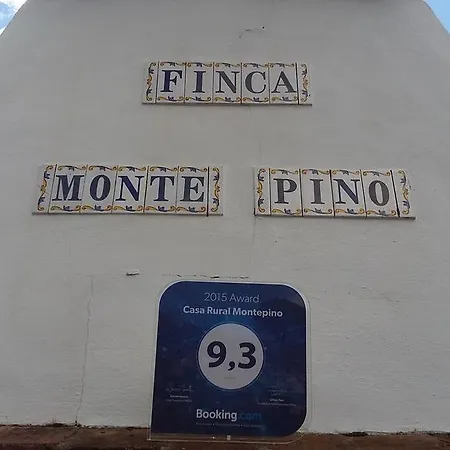 FINCA
MONTE PINO
2015 Award
Casa Rural Montepino
9,3
Booking.com